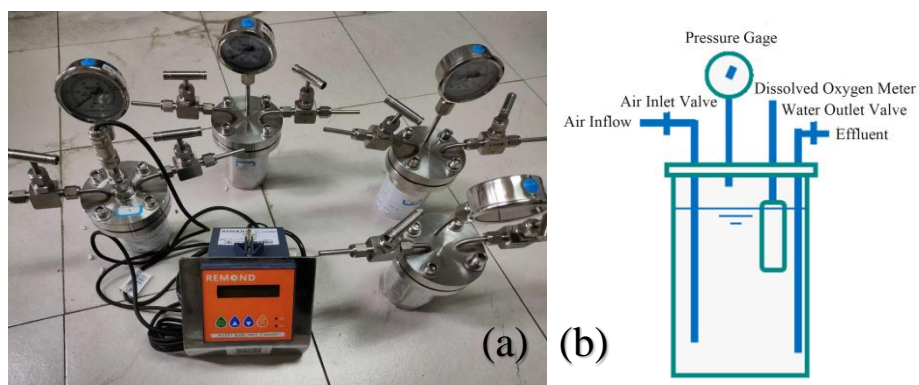 REMOND
(a)
(b)
Pressure Gage
Dissolved Oxygen Meter
Air Inlet Valve
Water Outlet Valve
Air Inflow
Effluent